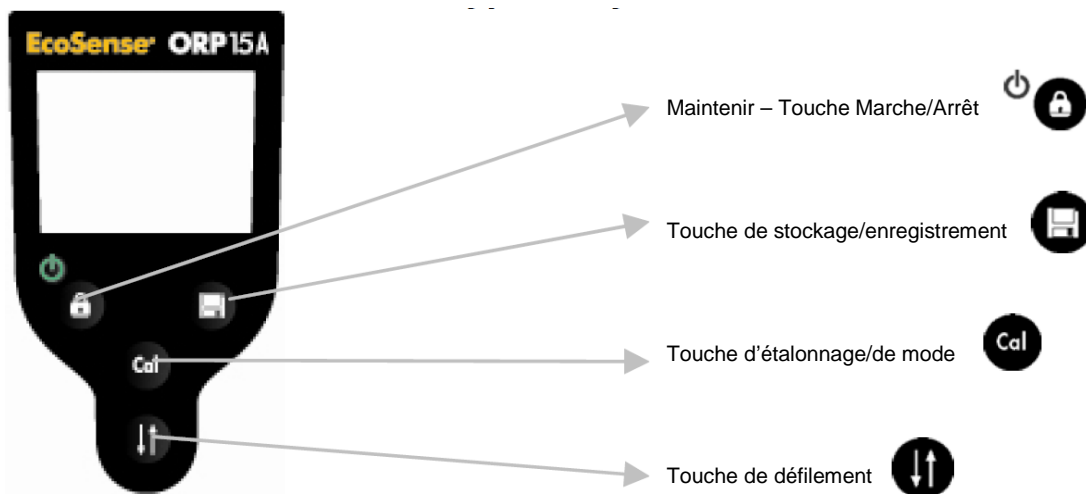 EcoSense ORP15A
Maintenir – Touche Marche/Arrêt
Touche de stockage/enregistrement
Cal
Touche d'étalonnage/de mode
Cal
Touche de défilement